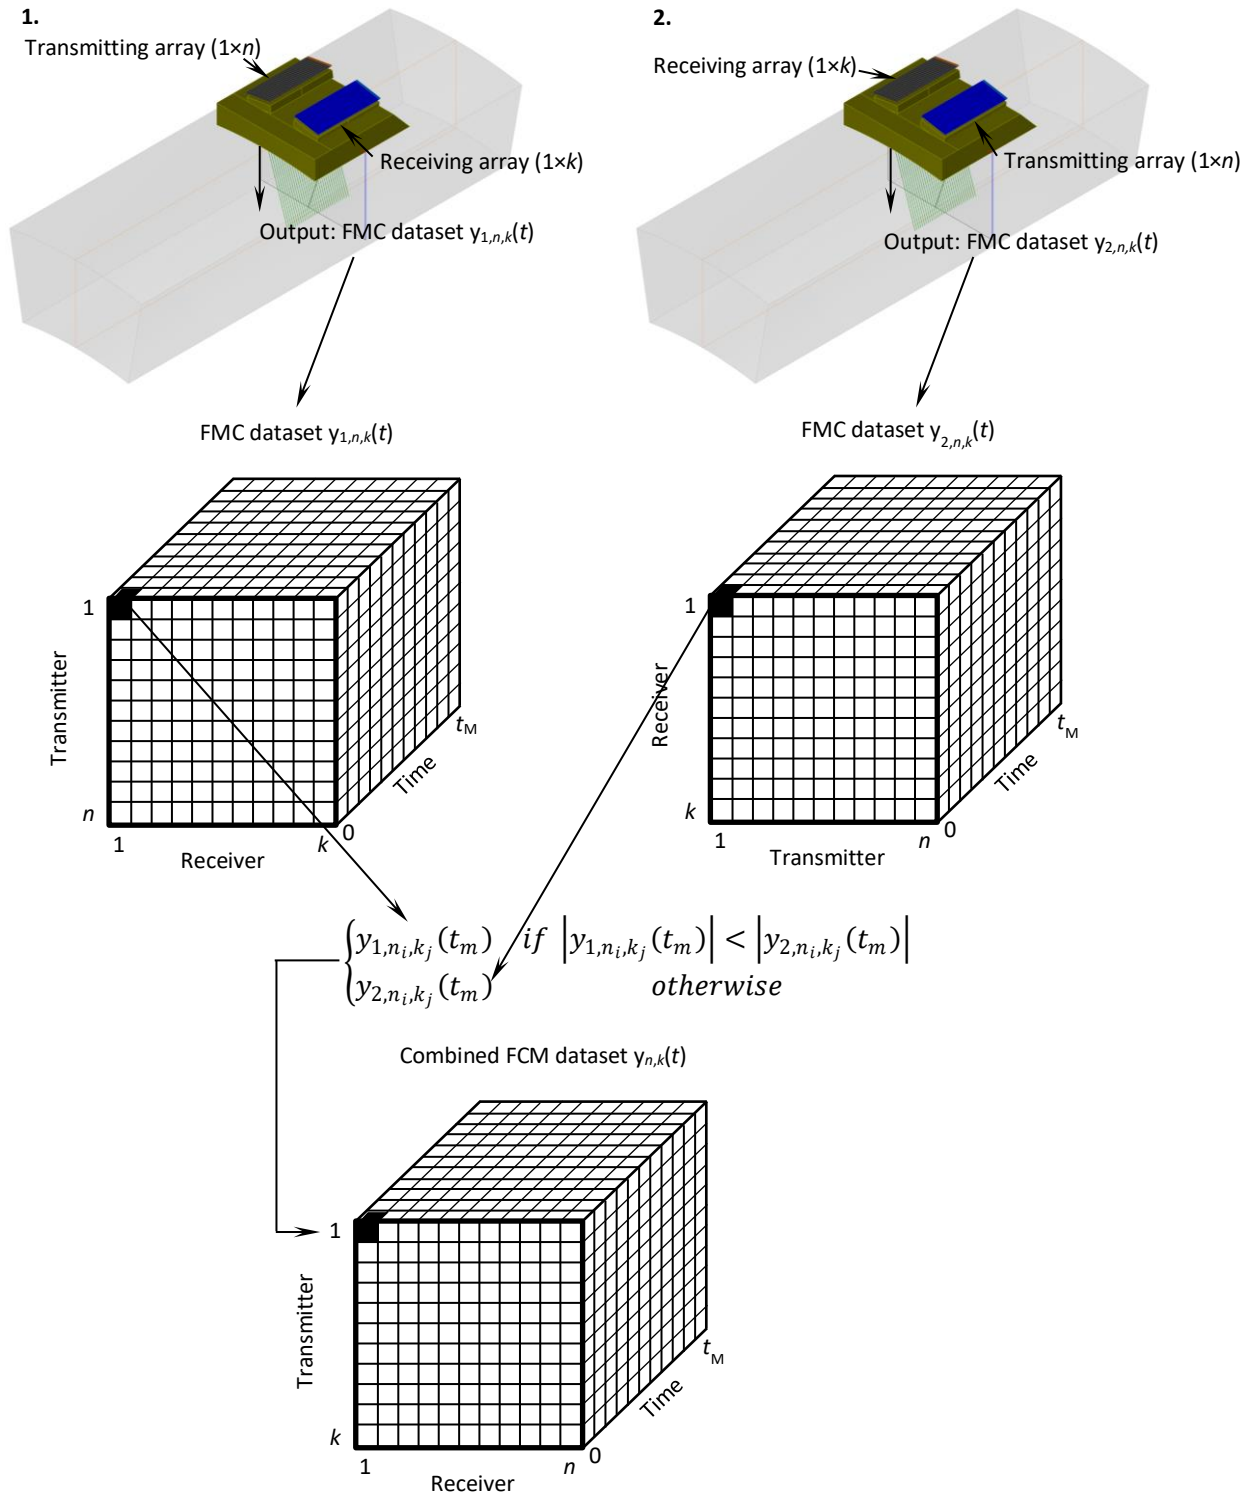 1.
Transmitting array (1×n)
Receiving array (1×k)
Output: FMC dataset y1,n,k(t)
2.
Receiving array (1×k)
Transmitting array (1×n)
Output: FMC dataset y2,n,k(t)
FMC dataset y1,n,k(t)
1
Transmitter
n
1
Receiver
k
0
Time
tM
FMC dataset y2,n,k(t)
1
Receiver
k
1
Transmitter
n
0
Time
tM
{y1,ni,kj(tm) if |y1,ni,kj(tm)| < |y2,ni,kj(tm)|
{y2,ni,kj(tm) otherwise
Combined FCM dataset yn,k(t)
1
Transmitter
k
1
Receiver
n
0
Time
tM